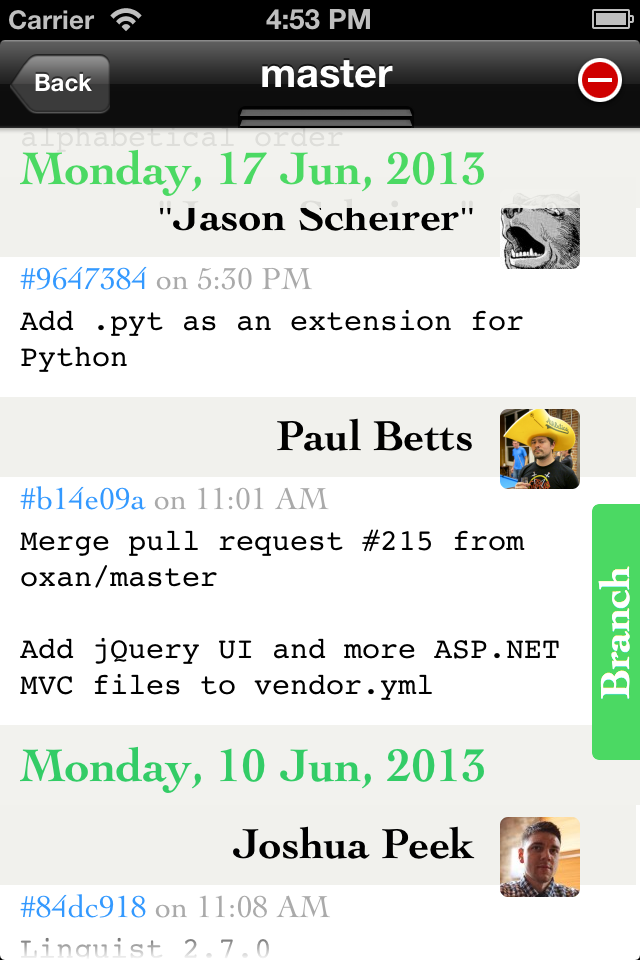 Carrier 4:53 PM
Back master
alphabetical order
Monday, 17 Jun, 2013
"Jason Scheirer"
#9647384 on 5:30 PM
Add .pyt as an extension for
Python
Paul Betts
#b14e09a on 11:01 AM
Merge pull request #215 from
oxan/master
Add jQuery UI and more ASP.NET
MVC files to vendor.yml
Branch
Monday, 10 Jun, 2013
Joshua Peek
#84dc918 on 11:08 AM
Linguist 2.7.0